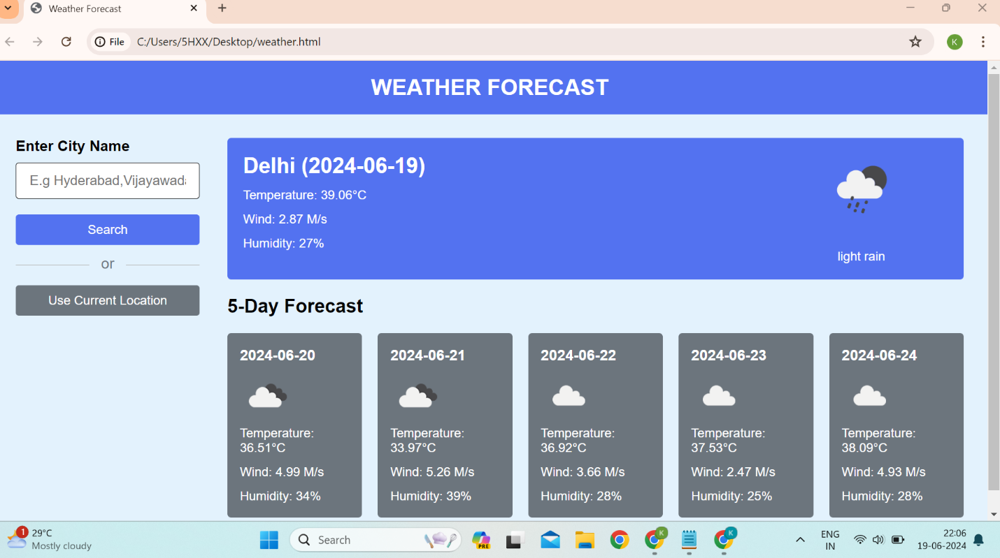 Weather Forecast
File
C:/Users/5HXX/Desktop/weather.html
K
WEATHER FORECAST
Enter City Name
E.g Hyderabad,Vijayawada
Search
or
Use Current Location
Delhi (2024-06-19)
Temperature: 39.06°C
Wind: 2.87 M/s
Humidity: 27%
light rain
5-Day Forecast
2024-06-20
Temperature:
36.51°C
Wind: 4.99 M/s
Humidity: 34%
2024-06-21
Temperature:
33.97°C
Wind: 5.26 M/s
Humidity: 39%
2024-06-22
Temperature:
36.92°C
Wind: 3.66 M/s
Humidity: 28%
2024-06-23
Temperature:
37.53°C
Wind: 2.47 M/s
Humidity: 25%
2024-06-24
Temperature:
38.09°C
Wind: 4.93 M/s
Humidity: 28%
1
29°C
Mostly cloudy
Search
PRE
K
K
ENG
IN
22:06
19-06-2024